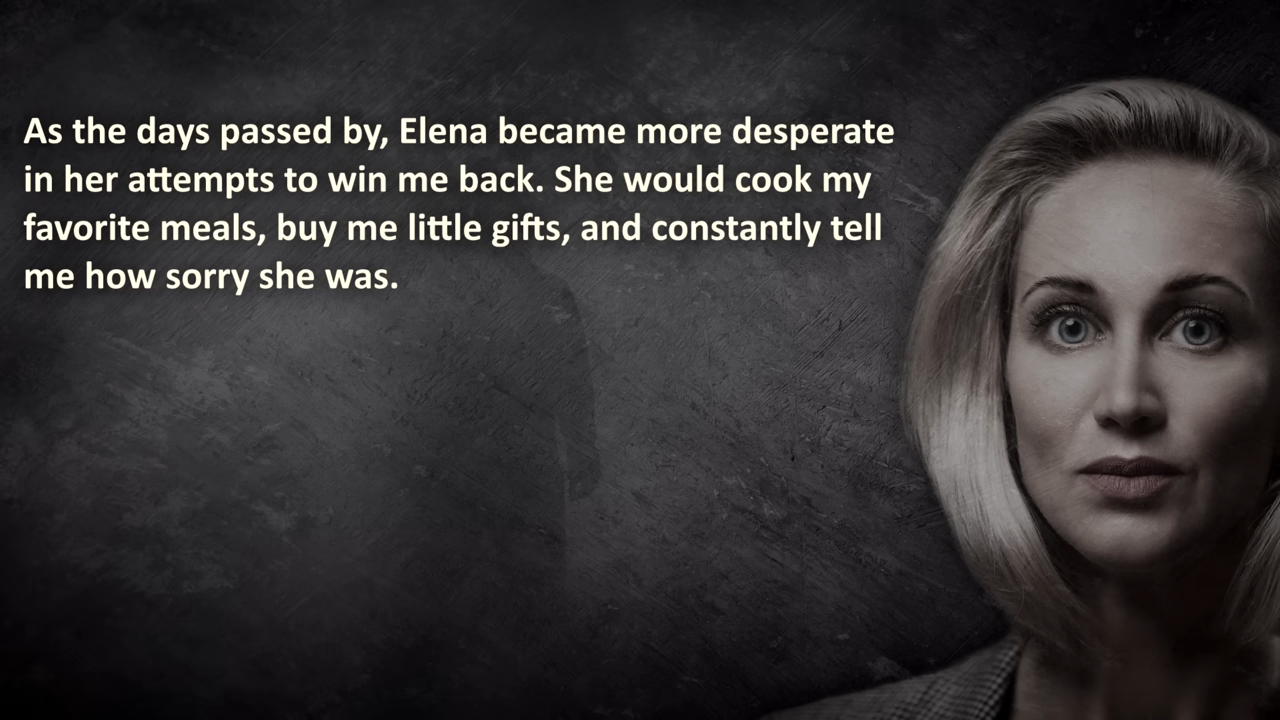 As the days passed by, Elena became more desperate
in her attempts to win me back. She would cook my
favorite meals, buy me little gifts, and constantly tell
me how sorry she was.